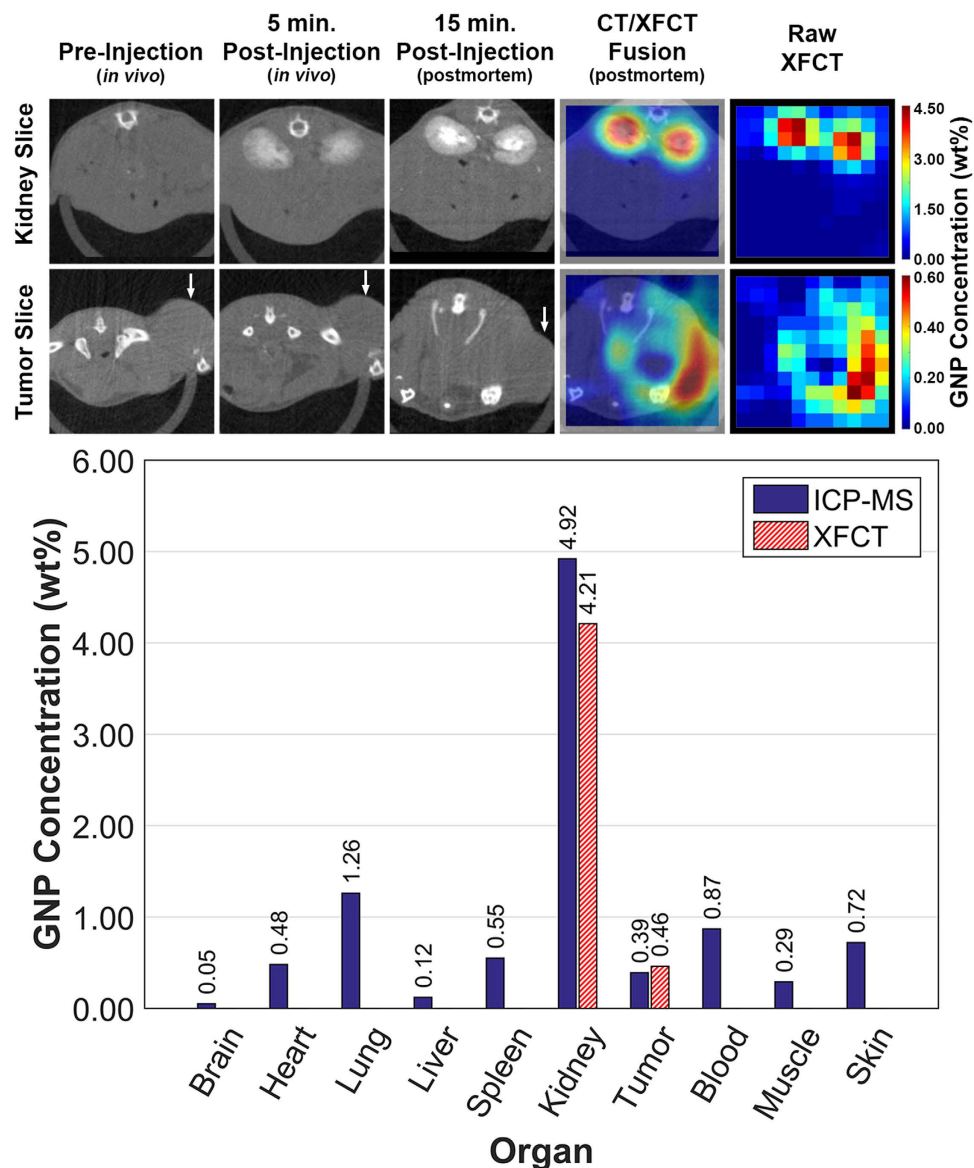 Pre-Injection
(in vivo)
5 min.
Post-Injection
(in vivo)
15 min.
Post-Injection
(postmortem)
CT/XFCT
Fusion
(postmortem)
Raw
XFCT
Kidney Slice
4.50
3.00
1.50
0.00
Tumor Slice
0.60
0.40
0.20
0.00
GNP Concentration (wt%)
6.00
5.00
4.00
3.00
2.00
1.00
0.00
GNP Concentration (wt%)
ICP-MS
XFCT
0.05
0.48
1.26
0.12
0.55
4.92
4.21
0.39
0.46
0.87
0.29
0.72
Brain
Heart
Lung
Liver
Spleen
Kidney
Tumor
Blood
Muscle
Skin
Organ